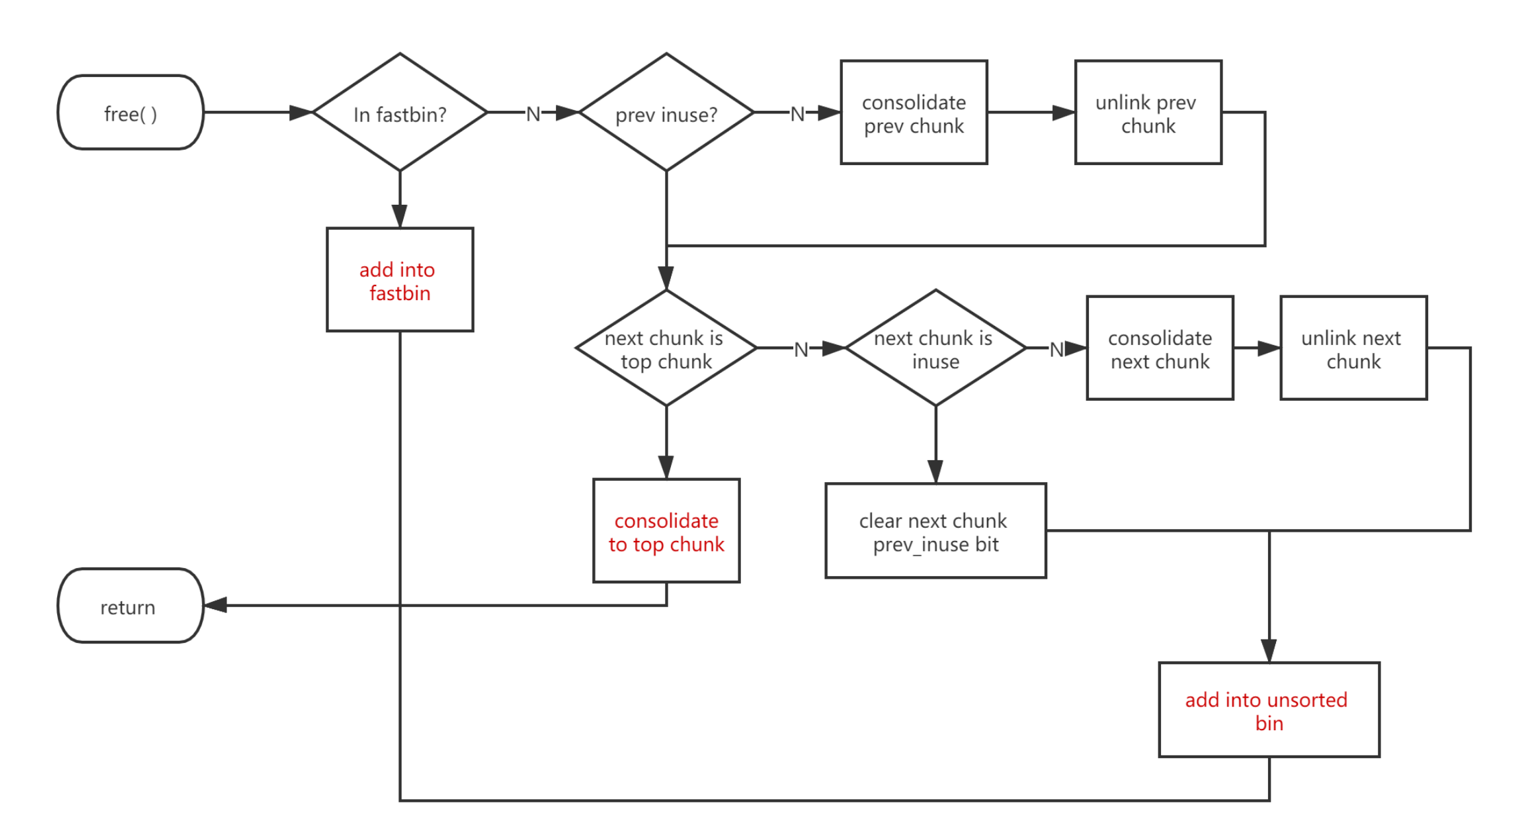 free( )
In fastbin?
N
prev inuse?
N
consolidate
prev chunk
unlink prev
chunk
add into
fastbin
next chunk is
top chunk
N
next chunk is
inuse
N
consolidate
next chunk
unlink next
chunk
consolidate
to top chunk
clear next chunk
prev_inuse bit
return
add into unsorted
bin